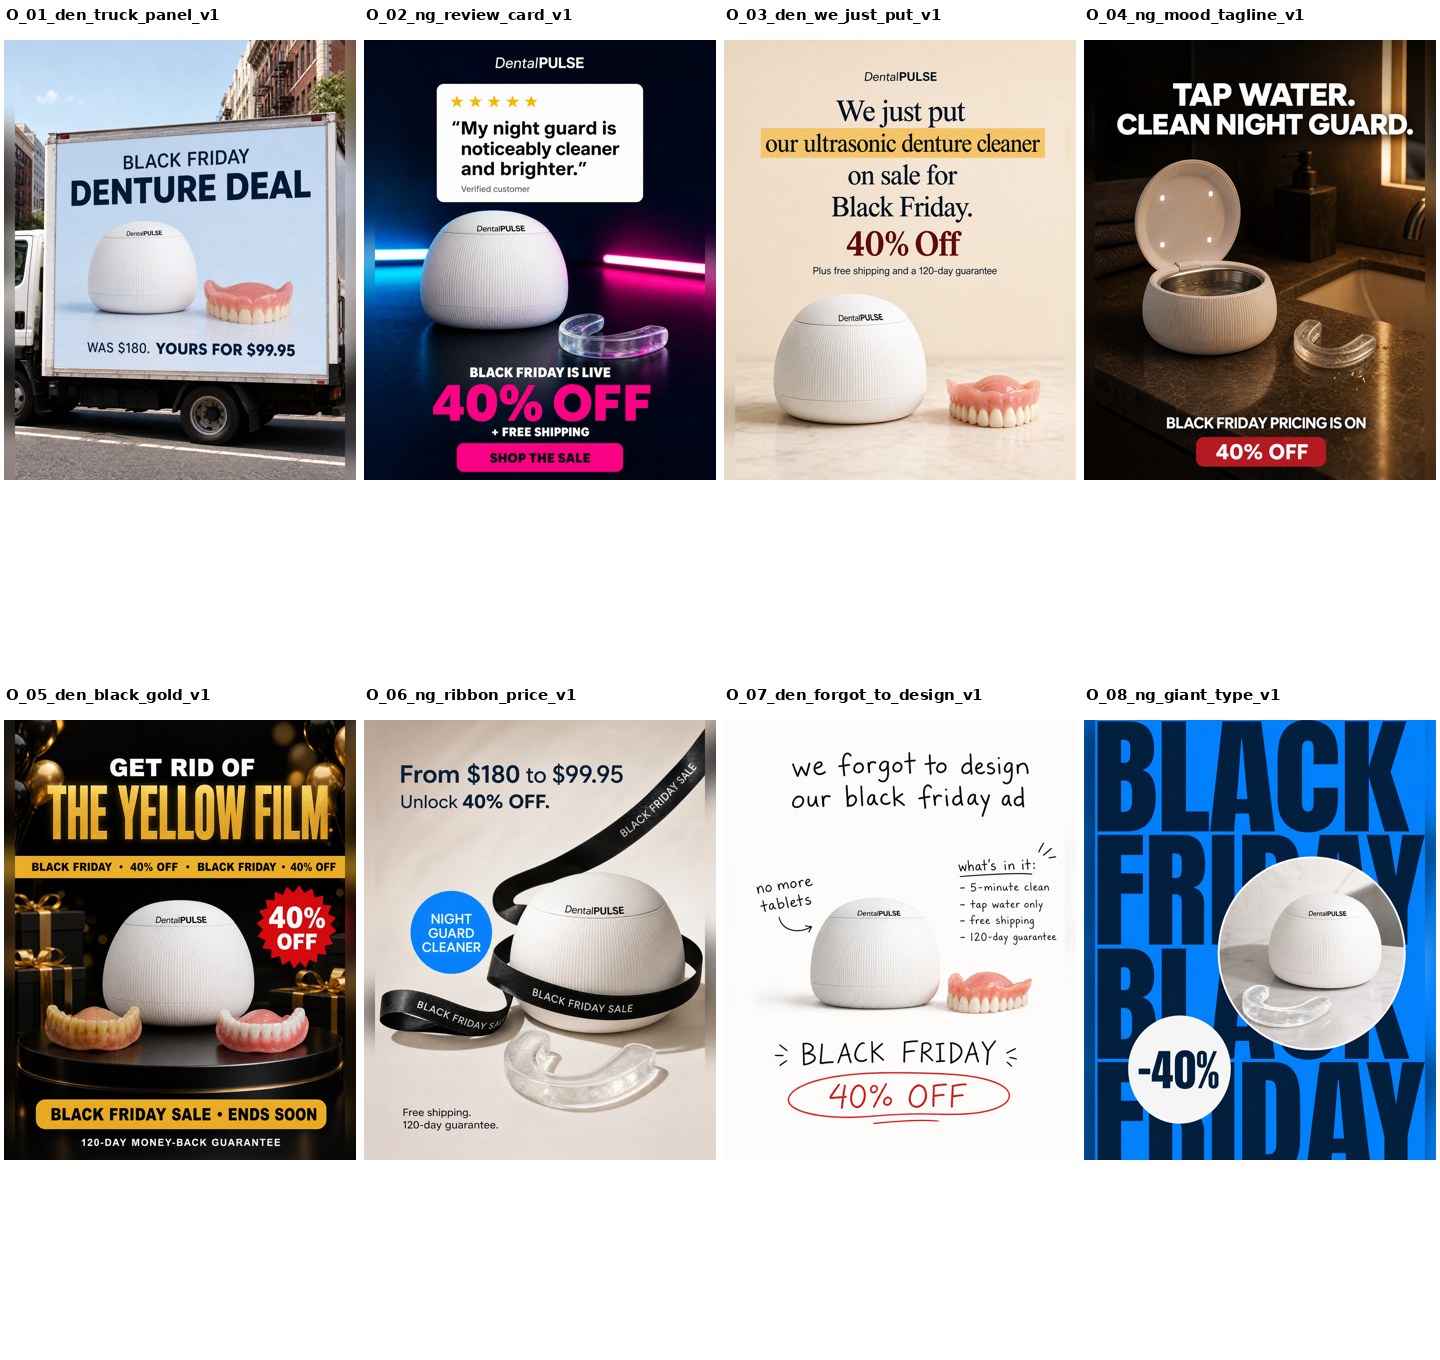 O_01_den_truck_panel_v1
BLACK FRIDAY
DENTURE DEAL
DentalPULSE
WAS $180. YOURS FOR $99.95
O_02_ng_review_card_v1
DentalPULSE
“My night guard is
noticeably cleaner
and brighter.”
Verified customer
DentalPULSE
BLACK FRIDAY IS LIVE
40% OFF
+ FREE SHIPPING
SHOP THE SALE
O_03_den_we_just_put_v1
DentalPULSE
We just put
our ultrasonic denture cleaner
on sale for
Black Friday.
40% Off
Plus free shipping and a 120-day guarantee
DentalPULSE
O_04_ng_mood_tagline_v1
TAP WATER.
CLEAN NIGHT GUARD.
BLACK FRIDAY PRICING IS ON
40% OFF
O_05_den_black_gold_v1
GET RID OF
THE YELLOW FILM
BLACK FRIDAY • 40% OFF • BLACK FRIDAY • 40% OFF
40%
OFF
DentalPULSE
BLACK FRIDAY SALE • ENDS SOON
120-DAY MONEY-BACK GUARANTEE
O_06_ng_ribbon_price_v1
From $180 to $99.95
Unlock 40% OFF.
BLACK FRIDAY SALE
NIGHT
GUARD
CLEANER
DentalPULSE
BLACK FRIDAY SALE
BLACK FRIDAY SALE
Free shipping.
120-day guarantee.
O_07_den_forgot_to_design_v1
we forgot to design
our black friday ad
what's in it:
- 5-minute clean
- tap water only
- free shipping
- 120-day guarantee
no more
tablets
DentalPULSE
BLACK FRIDAY
40% OFF
O_08_ng_giant_type_v1
BLACK
FRIDAY
BLACK
FRIDAY
DentalPULSE
-40%